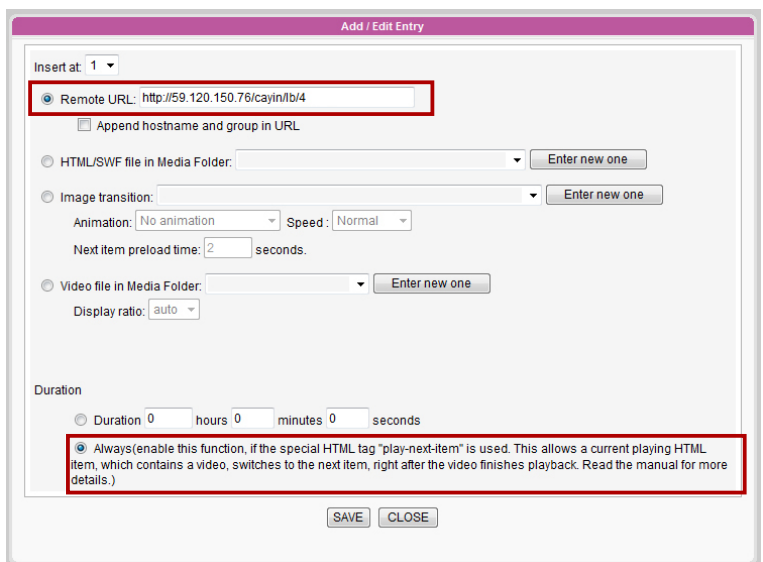 Add / Edit Entry
Insert at: 1
Remote URL: http://59.120.150.76/cayin/lb/4
Append hostname and group in URL
HTML/SWF file in Media Folder: Enter new one
Image transition: Enter new one
Animation: No animation Speed : Normal
Next item preload time: 2 seconds.
Video file in Media Folder: Enter new one
Display ratio: auto
Duration
Duration 0 hours 0 minutes 0 seconds
Always(enable this function, if the special HTML tag "play-next-item" is used. This allows a current playing HTML
item, which contains a video, switches to the next item, right after the video finishes playback. Read the manual for more
details.)
SAVE CLOSE